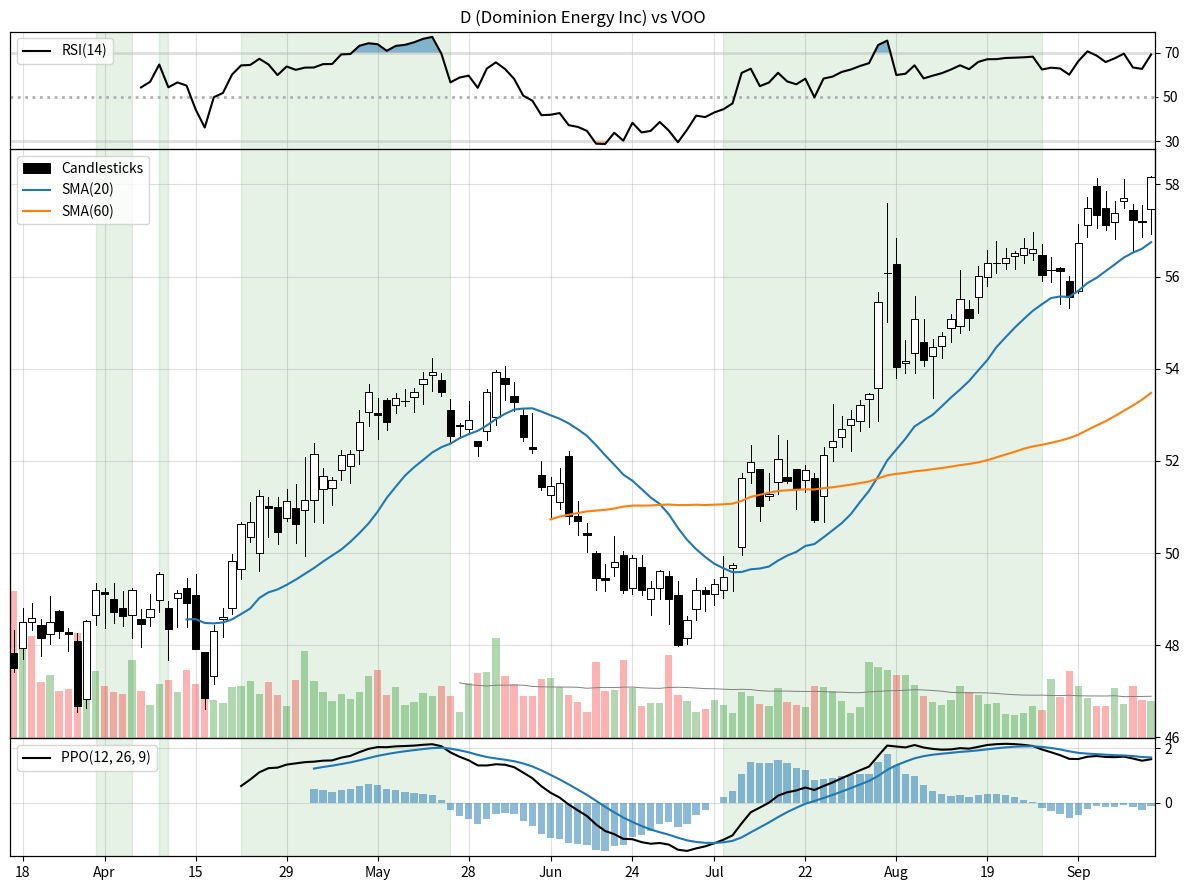 D (Dominion Energy Inc) vs VOO
RSI(14)
70
50
30
Candlesticks
SMA(20)
SMA(60)
58
56
54
52
50
48
46
PPO(12, 26, 9)
2
0
18 Apr 15 29 May 28 Jun 24 Jul 22 Aug 19 Sep